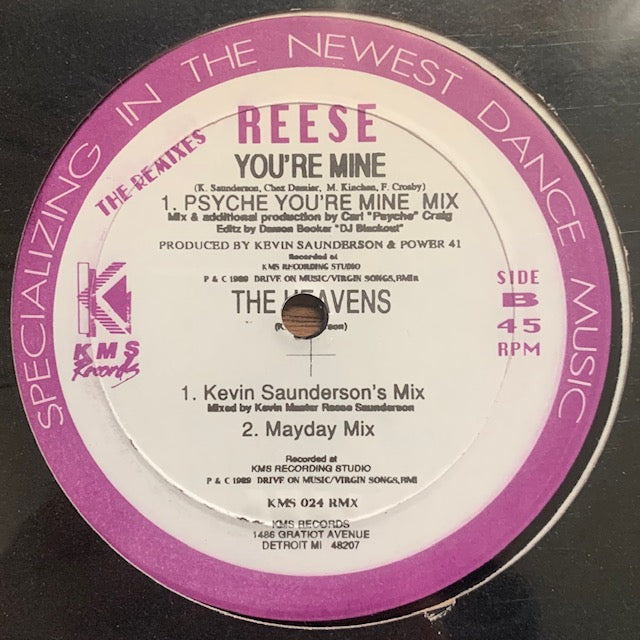 SPECIALIZING IN THE NEWEST DANCE MUSIC
THE REMIXES
REESE
YOU'RE MINE
(K. Saunderson, Chez Damier, M. Kinchen, F. Crosby)
1. PSYCHE YOU'RE MINE MIX
Mix & additional production by Carl "Psyche" Craig
Editz by Damon Booker "DJ Blackout"
PRODUCED BY KEVIN SAUNDERSON & POWER 41
Recorded at
KMS RECORDING STUDIO
P & C 1989 DRIVE ON MUSIC/VIRGIN SONGS, BMI
THE HEAVENS
SIDE
B
45
RPM
KMS
Records
1. Kevin Saunderson's Mix
Mixed by Kevin Master Reese Saunderson
2. Mayday Mix
Recorded at
KMS RECORDING STUDIO
P & C 1989 DRIVE ON MUSIC/VIRGIN SONGS, BMI
KMS 024 RMX
KMS RECORDS
1486 GRATIOT AVENUE
DETROIT MI 48207